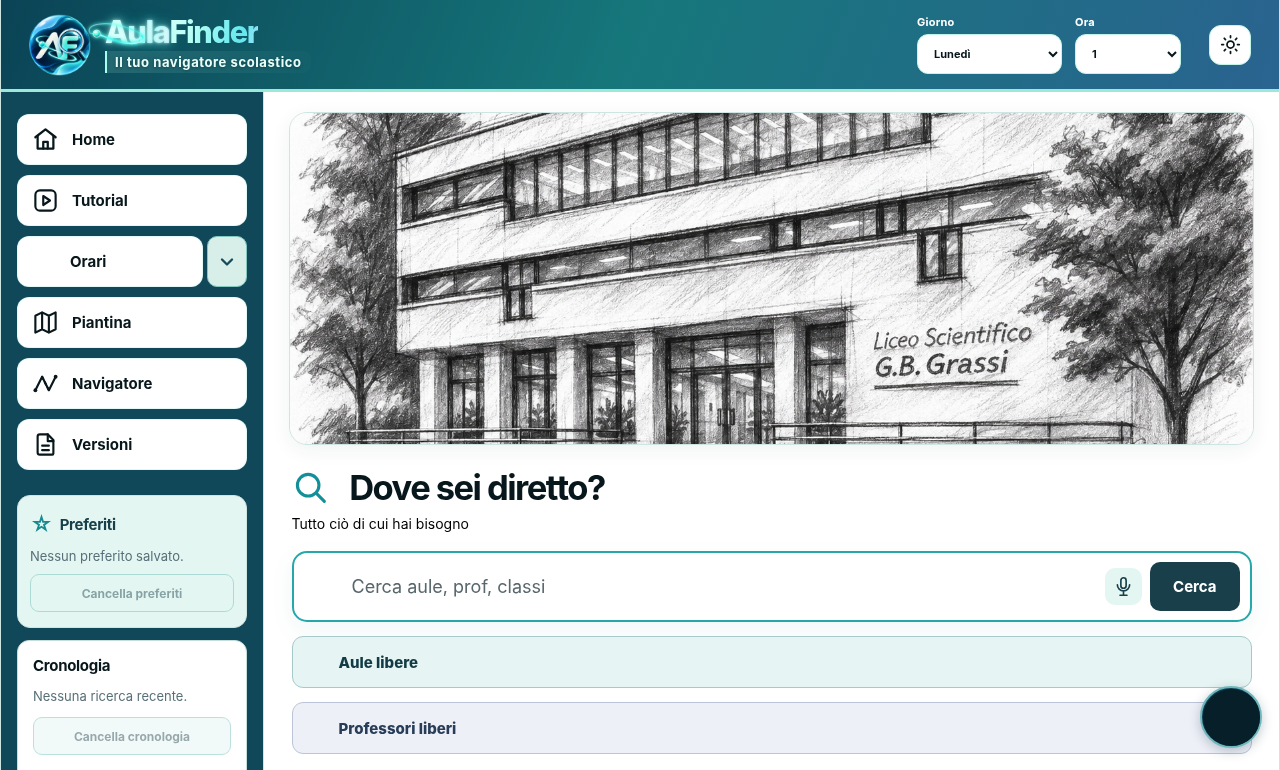 AF
AulaFinder
Il tuo navigatore scolastico
Giorno
Lunedì
Ora
1
Home
Tutorial
Orari
Piantina
Navigatore
Versioni
Preferiti
Nessun preferito salvato.
Cancella preferiti
Cronologia
Nessuna ricerca recente.
Cancella cronologia
Liceo Scientifico
G.B. Grassi
Dove sei diretto?
Tutto ciò di cui hai bisogno
Cerca aule, prof, classi
Cerca
Aule libere
Professori liberi